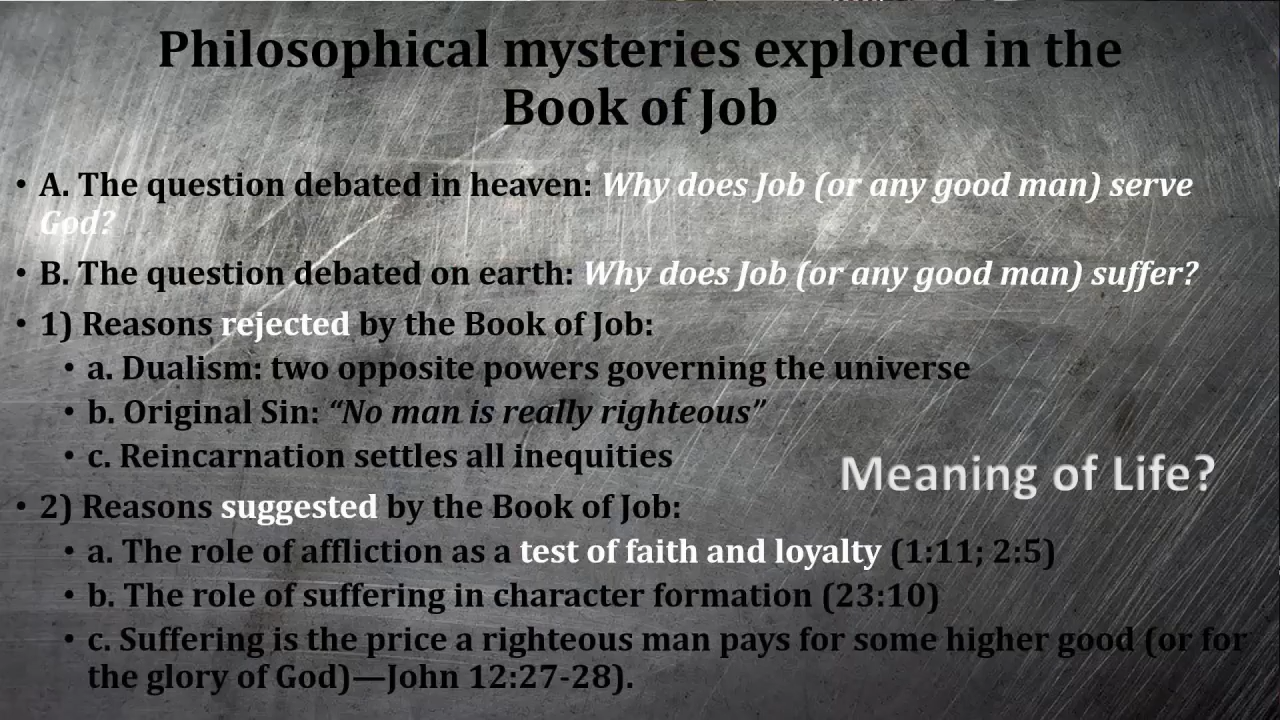 Philosophical mysteries explored in the
Book of Job
• A. The question debated in heaven: Why does Job (or any good man) serve
God?
• B. The question debated on earth: Why does Job (or any good man) suffer?
• 1) Reasons rejected by the Book of Job:
• a. Dualism: two opposite powers governing the universe
• b. Original Sin: “No man is really righteous”
• c. Reincarnation settles all inequities
Meaning of Life?
• 2) Reasons suggested by the Book of Job:
• a. The role of affliction as a test of faith and loyalty (1:11; 2:5)
• b. The role of suffering in character formation (23:10)
• c. Suffering is the price a righteous man pays for some higher good (or for
the glory of God)—John 12:27-28).